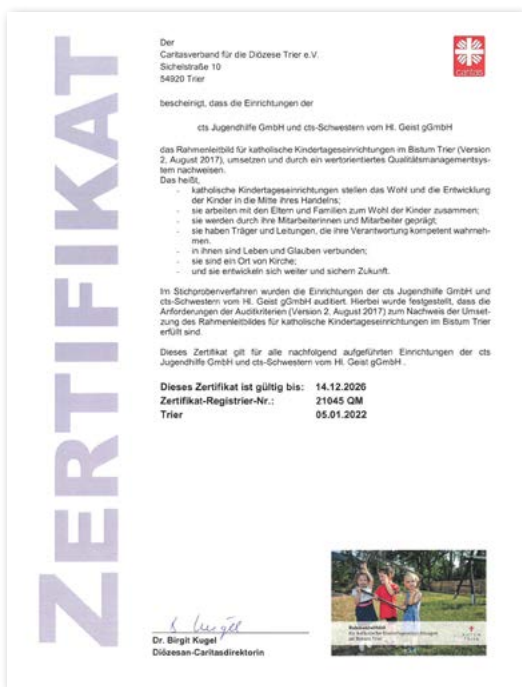 ZERTIFIKAT
Der
Caritasverband für die Diözese Trier e.V.
Sichelstraße 10
54920 Trier
caritas
bescheinigt, dass die Einrichtungen der
cts Jugendhilfe GmbH und cts-Schwestern vom Hl. Geist gGmbH
das Rahmenleitbild für katholische Kindertageseinrichtungen im Bistum Trier (Version
2. August 2017), umsetzen und durch ein wertorientiertes Qualitätsmanagementsys-
tem nachweisen.
Das heißt,
- katholische Kindertageseinrichtungen stellen das Wohl und die Entwicklung
der Kinder in die Mitte ihres Handelns;
- sie arbeiten mit den Eltern und Familien zum Wohl der Kinder zusammen;
- sie werden durch ihre Mitarbeiterinnen und Mitarbeiter geprägt;
- sie haben Träger und Leitungen, die ihre Verantwortung kompetent wahrneh-
men.
- in ihnen sind Leben und Glauben verbunden;
- sie sind ein Ort von Kirche;
- und sie entwickeln sich weiter und sichern Zukunft.
Im Stichprobenverfahren wurden die Einrichtungen der cts Jugendhilfe GmbH und
cts-Schwestern vom Hl. Geist gGmbH auditiert. Hierbei wurde festgestellt, dass die
Anforderungen der Auditkriterien (Version 2. August 2017) zum Nachweis der Umset-
zung des Rahmenleitbildes für katholische Kindertageseinrichtungen im Bistum Trier
erfüllt sind.
Dieses Zertifikat gilt für alle nachfolgend aufgeführten Einrichtungen der cts
Jugendhilfe GmbH und cts-Schwestern vom Hl. Geist gGmbH .
Dieses Zertifikat ist gültig bis: 14.12.2026
Zertifikat-Registrier-Nr.: 21045 QM
Trier 05.01.2022
Dr. Birgit Kugel
Diözesan-Caritasdirektorin
Rahmenleitbild
für katholische Kindertageseinrichtungen
im Bistum Trier
BISTUM
TRIER